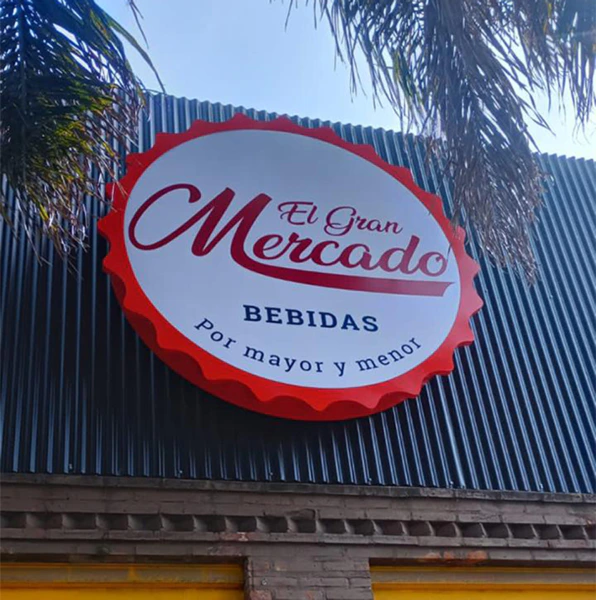 El Gran
Mercado
BEBIDAS
Por mayor y menor